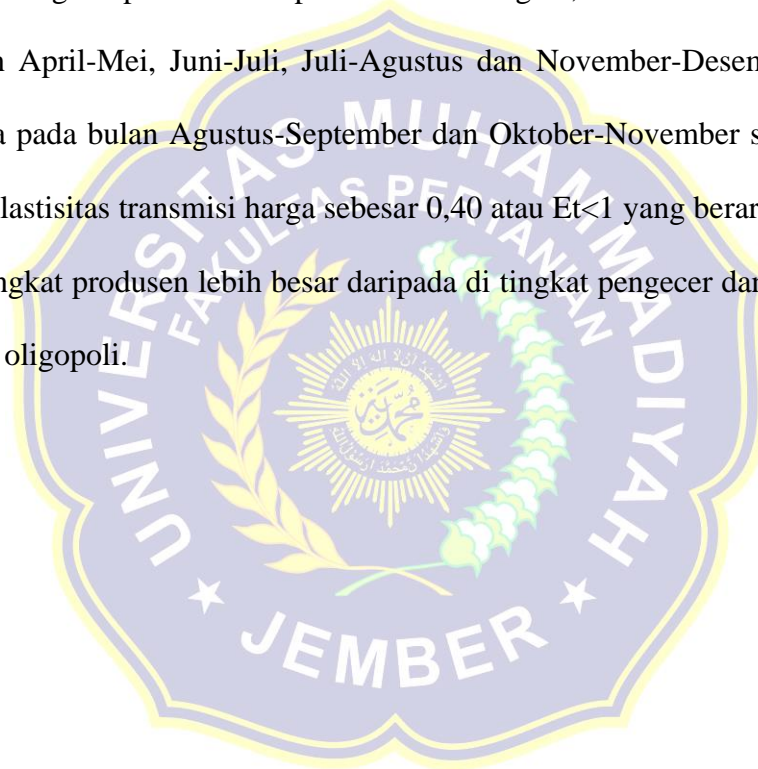 April-Mei, Juni-Juli, Juli-Agustus dan November-Desen
pada bulan Agustus-September dan Oktober-November s
lastisitas transmisi harga sebesar 0,40 atau Et<1 yang berar
ngkat produsen lebih besar daripada di tingkat pengecer dan
oligopoli.
UNIVERSITAS MUHAMMADIYAH
FAKULTAS PERTANIAN
JEMBER